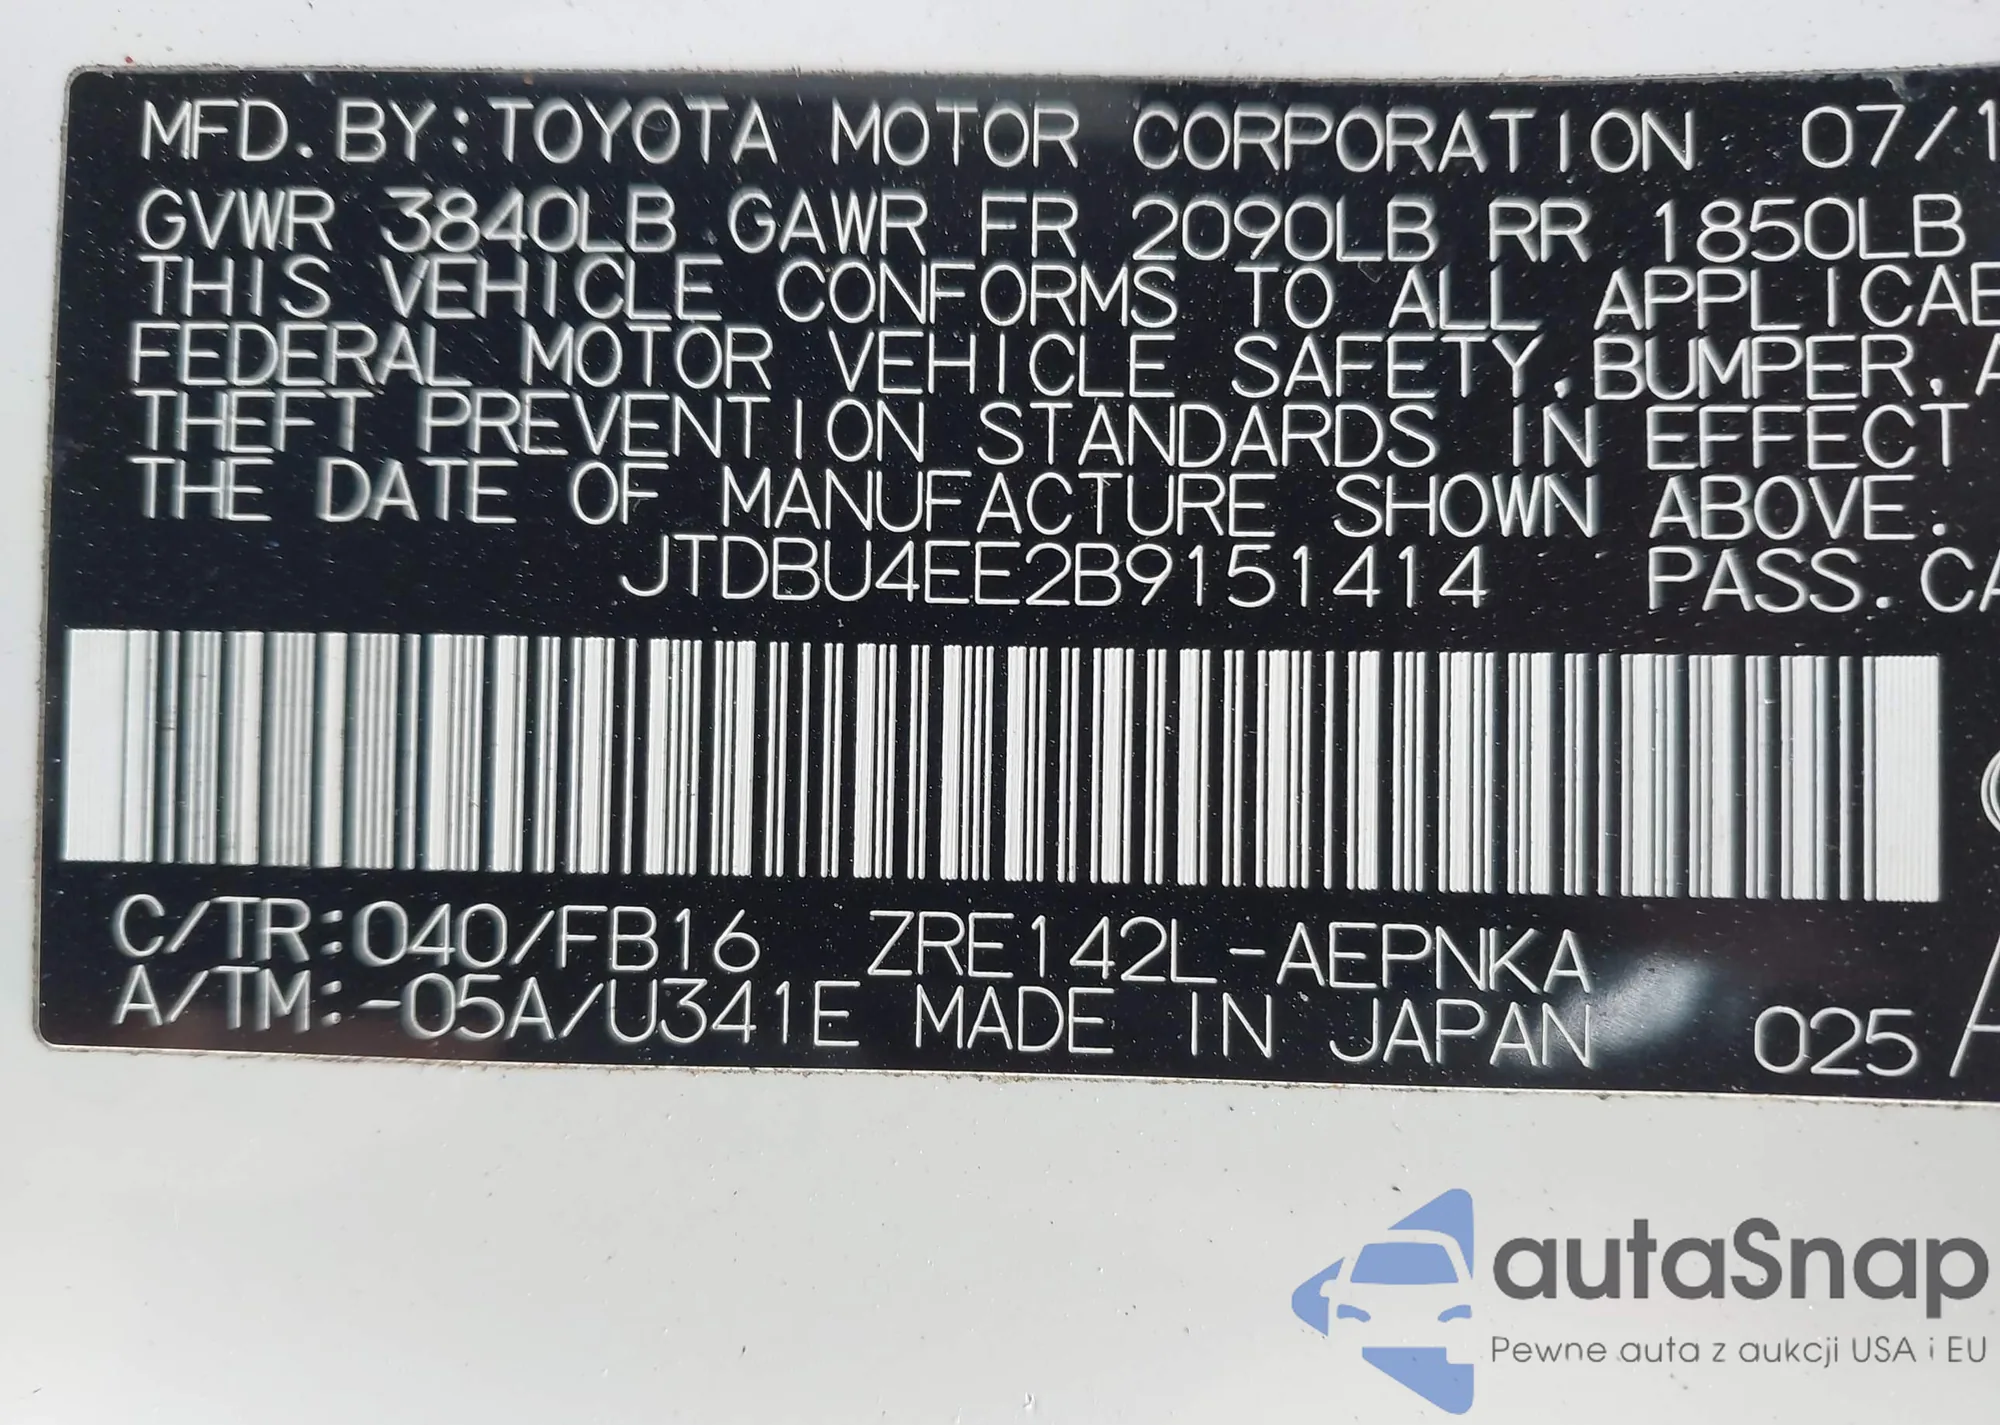 MFD. BY: TOYOTA MOTOR CORPORATION 07/1
GVWR 3840LB GAWR FR 2090LB RR 1850LB
THIS VEHICLE CONFORMS TO ALL APPLICAB
FEDERAL MOTOR VEHICLE SAFETY, BUMPER, A
THEFT PREVENTION STANDARDS IN EFFECT
THE DATE OF MANUFACTURE SHOWN ABOVE.
JTDBU4EE2B9151414 PASS. CA
C/TR:040/FB16 ZRE142L-AEPNKA
A/TM:-05A/U341E MADE IN JAPAN 025 A
autaSnap
Pewne auta z aukcji USA i EU